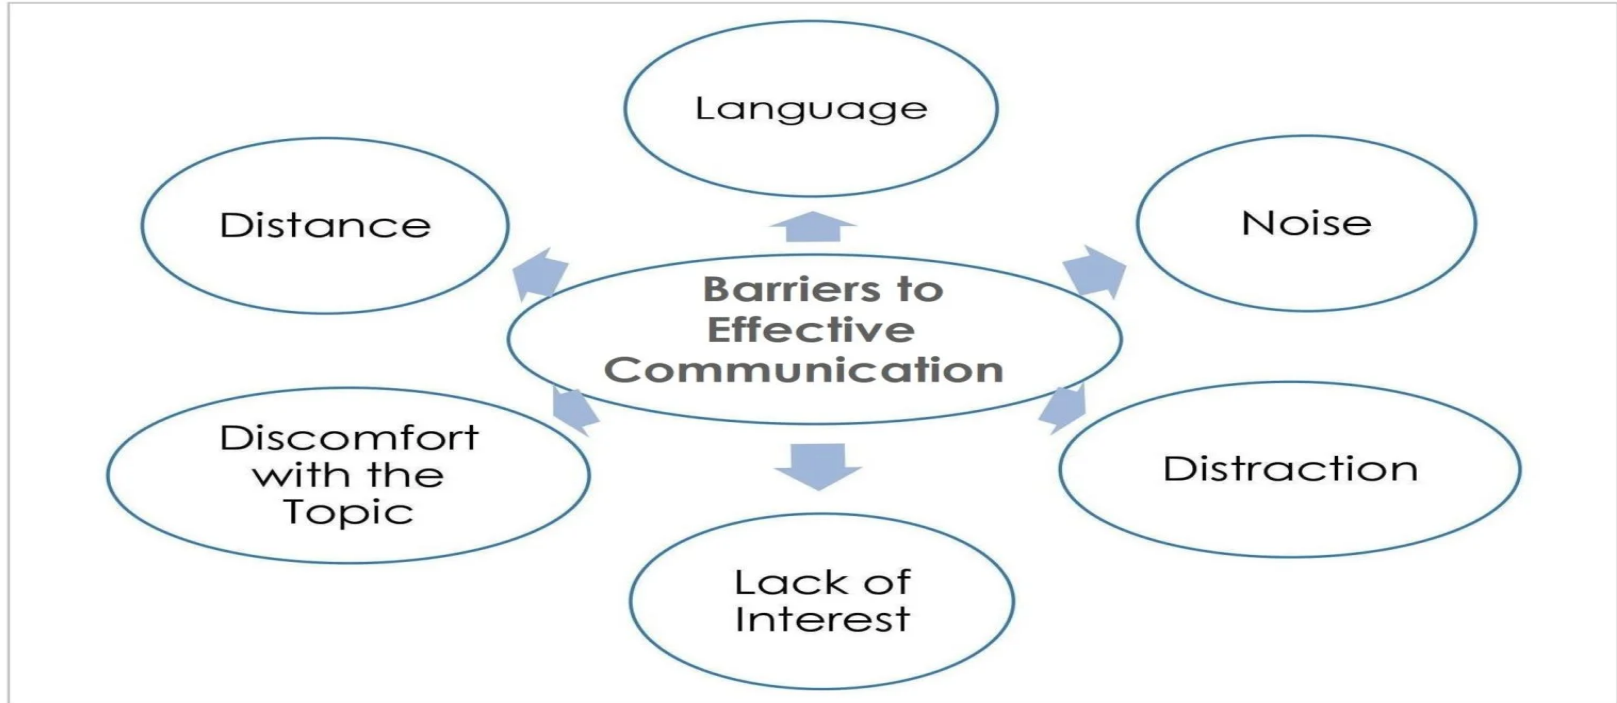 Language
Distance
Noise
Barriers to
Effective
Communication
Discomfort
with the
Topic
Distraction
Lack of
Interest